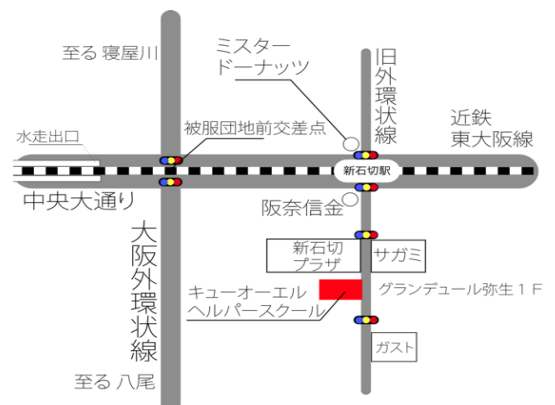 至る 寝屋川
ミスター
ドーナッツ
旧外環状線
近鉄
東大阪線
水走出口
被服団地前交差点
新石切駅
中央大通り
阪奈信金
大阪外環状線
新石切
プラザ
サガミ
キューオーエル
ヘルパースクール
グランデュール弥生1F
ガスト
至る 八尾